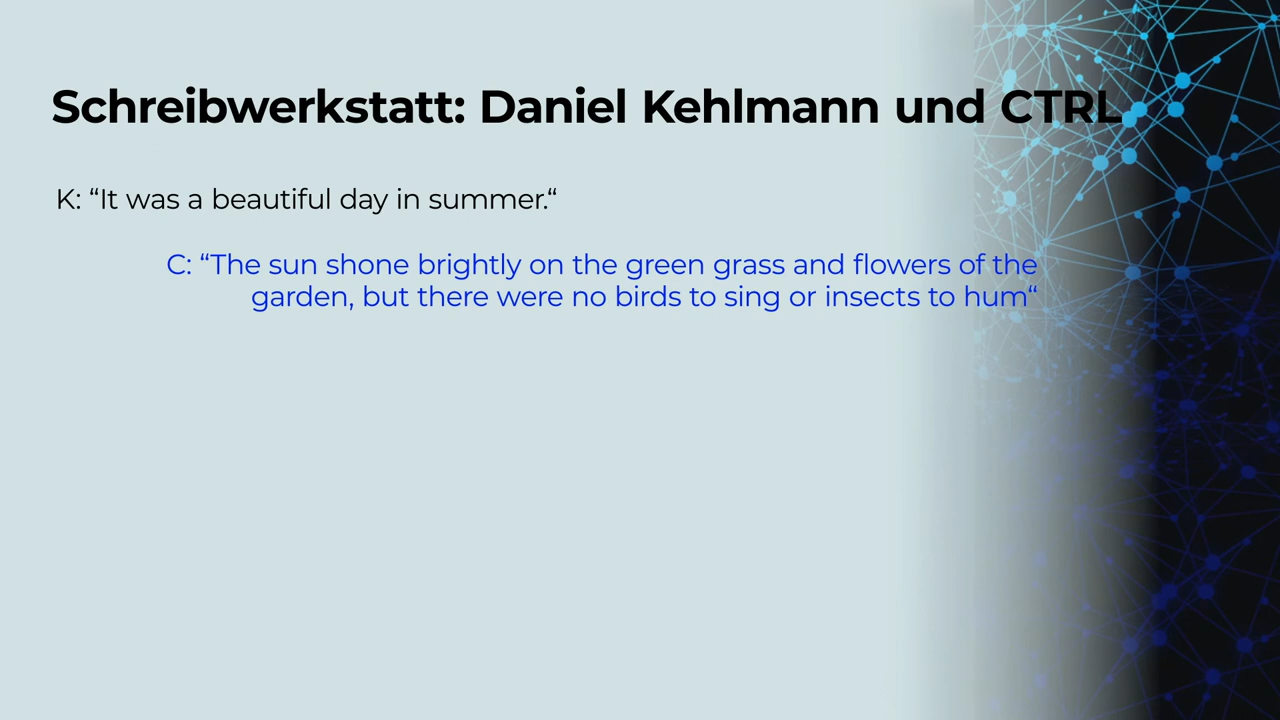 Schreibwerkstatt: Daniel Kehlmann und CTRL
K: “It was a beautiful day in summer.“
C: “The sun shone brightly on the green grass and flowers of the
garden, but there were no birds to sing or insects to hum“